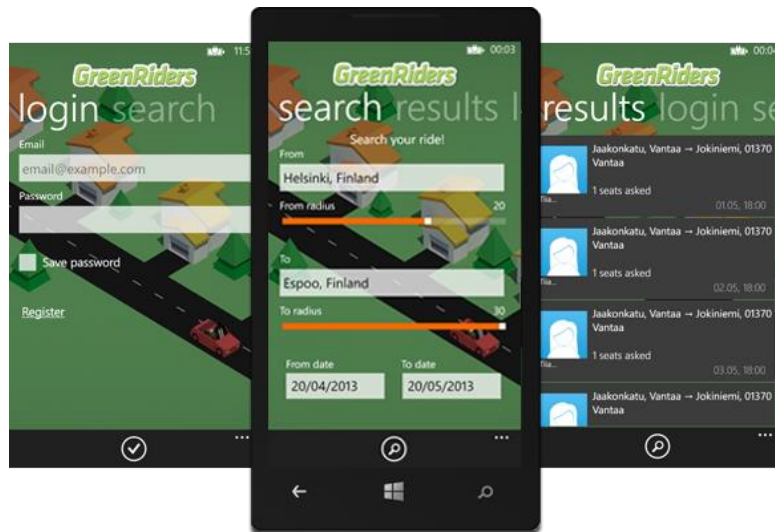 11:5
GreenRiders
login search
Email
email@example.com
Password
Save password
Register
00:03
GreenRiders
search results l
Search your ride!
From
Helsinki, Finland
From radius 20
To
Espoo, Finland
To radius 30
From date To date
20/04/2013 20/05/2013
00:04
GreenRiders
results login se
Jaakonkatu, Vantaa → Jokiniemi, 01370
Vantaa
1 seats asked
Tiia...
01.05, 18:00
Jaakonkatu, Vantaa → Jokiniemi, 01370
Vantaa
1 seats asked
Tiia...
02.05, 18:00
Jaakonkatu, Vantaa → Jokiniemi, 01370
Vantaa
1 seats asked
Tiia...
03.05, 18:00
Jaakonkatu, Vantaa → Jokiniemi, 01370
Vantaa